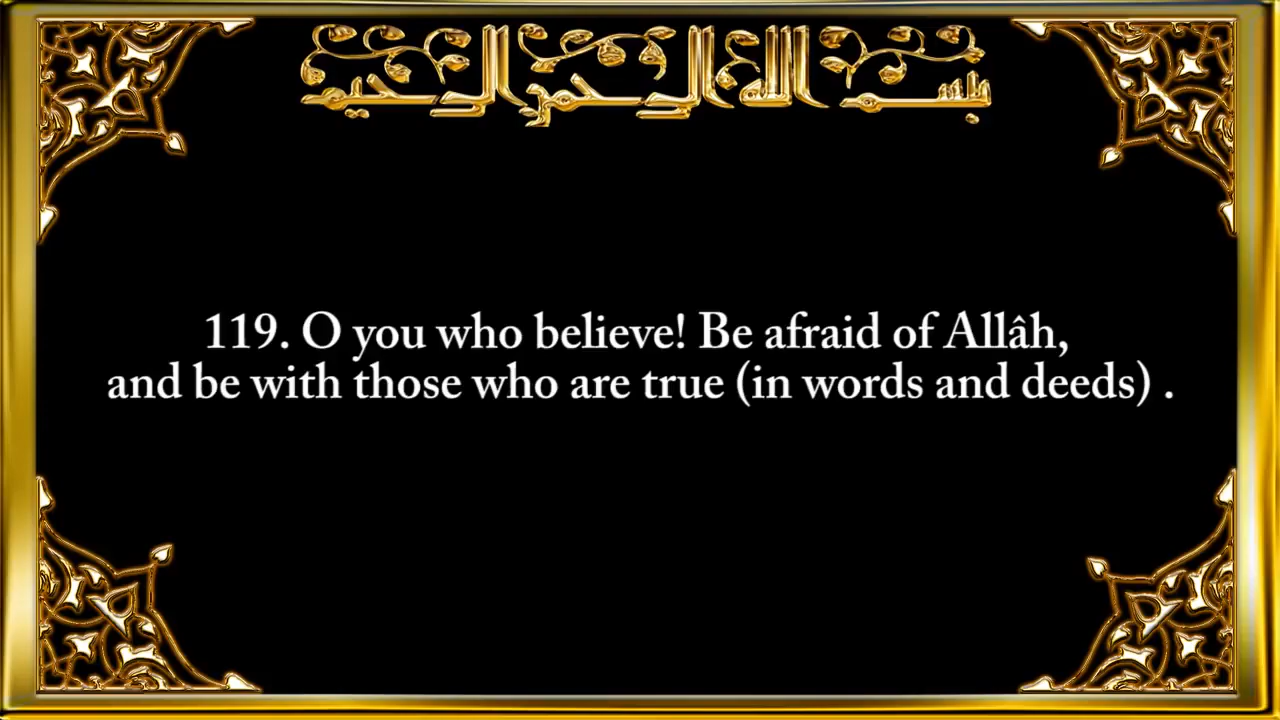 بسم الله الرحمن الرحيم
119. O you who believe! Be afraid of Allâh,
and be with those who are true (in words and deeds) .